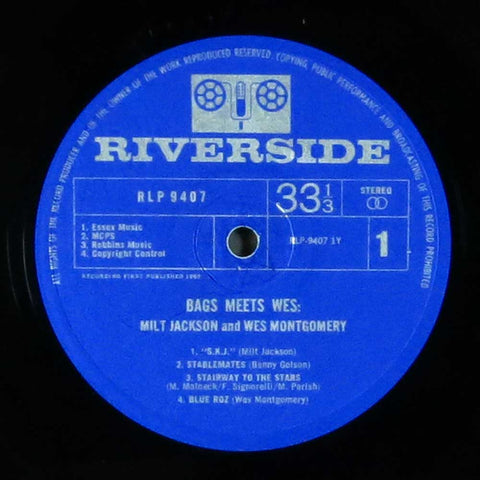 ALL RIGHTS OF THE RECORD PRODUCER AND OF THE OWNER OF THE WORK REPRODUCED RESERVED. COPYING, PUBLIC PERFORMANCE AND BROADCASTING OF THIS RECORD PROHIBITED
RIVERSIDE
RLP 9407
33 1/3
STEREO
1. Essex Music
2. MCPS
3. Robbins Music
4. Copyright Control
RLP-9407 1Y
1
RECORDING FIRST PUBLISHED 1962
BAGS MEETS WES:
MILT JACKSON and WES MONTGOMERY
1. "S.K.J." (Milt Jackson)
2. STABLEMATES (Benny Golson)
3. STAIRWAY TO THE STARS
(M. Malneck/F. Signorelli/M. Parish)
4. BLUE ROZ (Wes Montgomery)